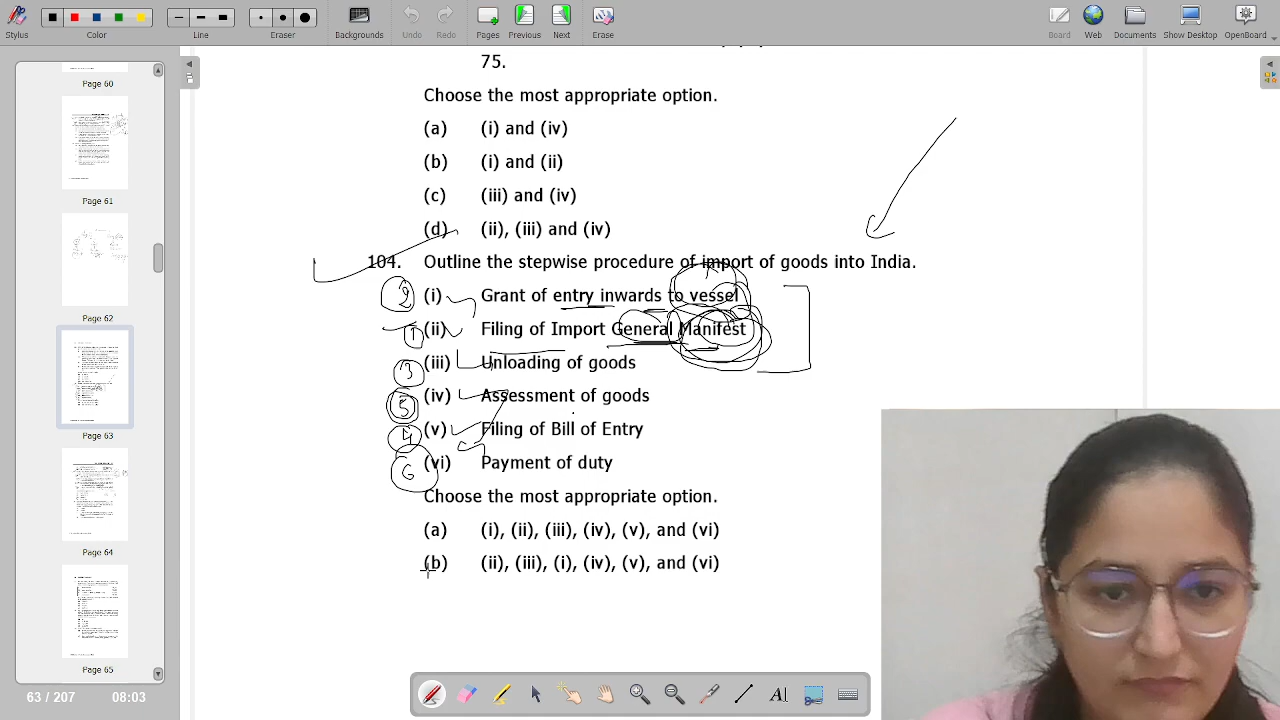 Stylus
Color
Line
Eraser
Backgrounds
Undo
Redo
Pages
Previous
Next
Erase
Board
Web
Documents
Show Desktop
OpenBoard
Page 60
Page 61
Page 62
Page 63
Page 64
Page 65
63 / 207
08:03
75.
Choose the most appropriate option.
(a) (i) and (iv)
(b) (i) and (ii)
(c) (iii) and (iv)
(d) (ii), (iii) and (iv)
104. Outline the stepwise procedure of import of goods into India.
(i) Grant of entry inwards to vessel
1 (ii) Filing of Import General Manifest
3 (iii) Unloading of goods
5 (iv) Assessment of goods
4 (v) Filing of Bill of Entry
6 (vi) Payment of duty
Choose the most appropriate option.
(a) (i), (ii), (iii), (iv), (v), and (vi)
(b) (ii), (iii), (i), (iv), (v), and (vi)